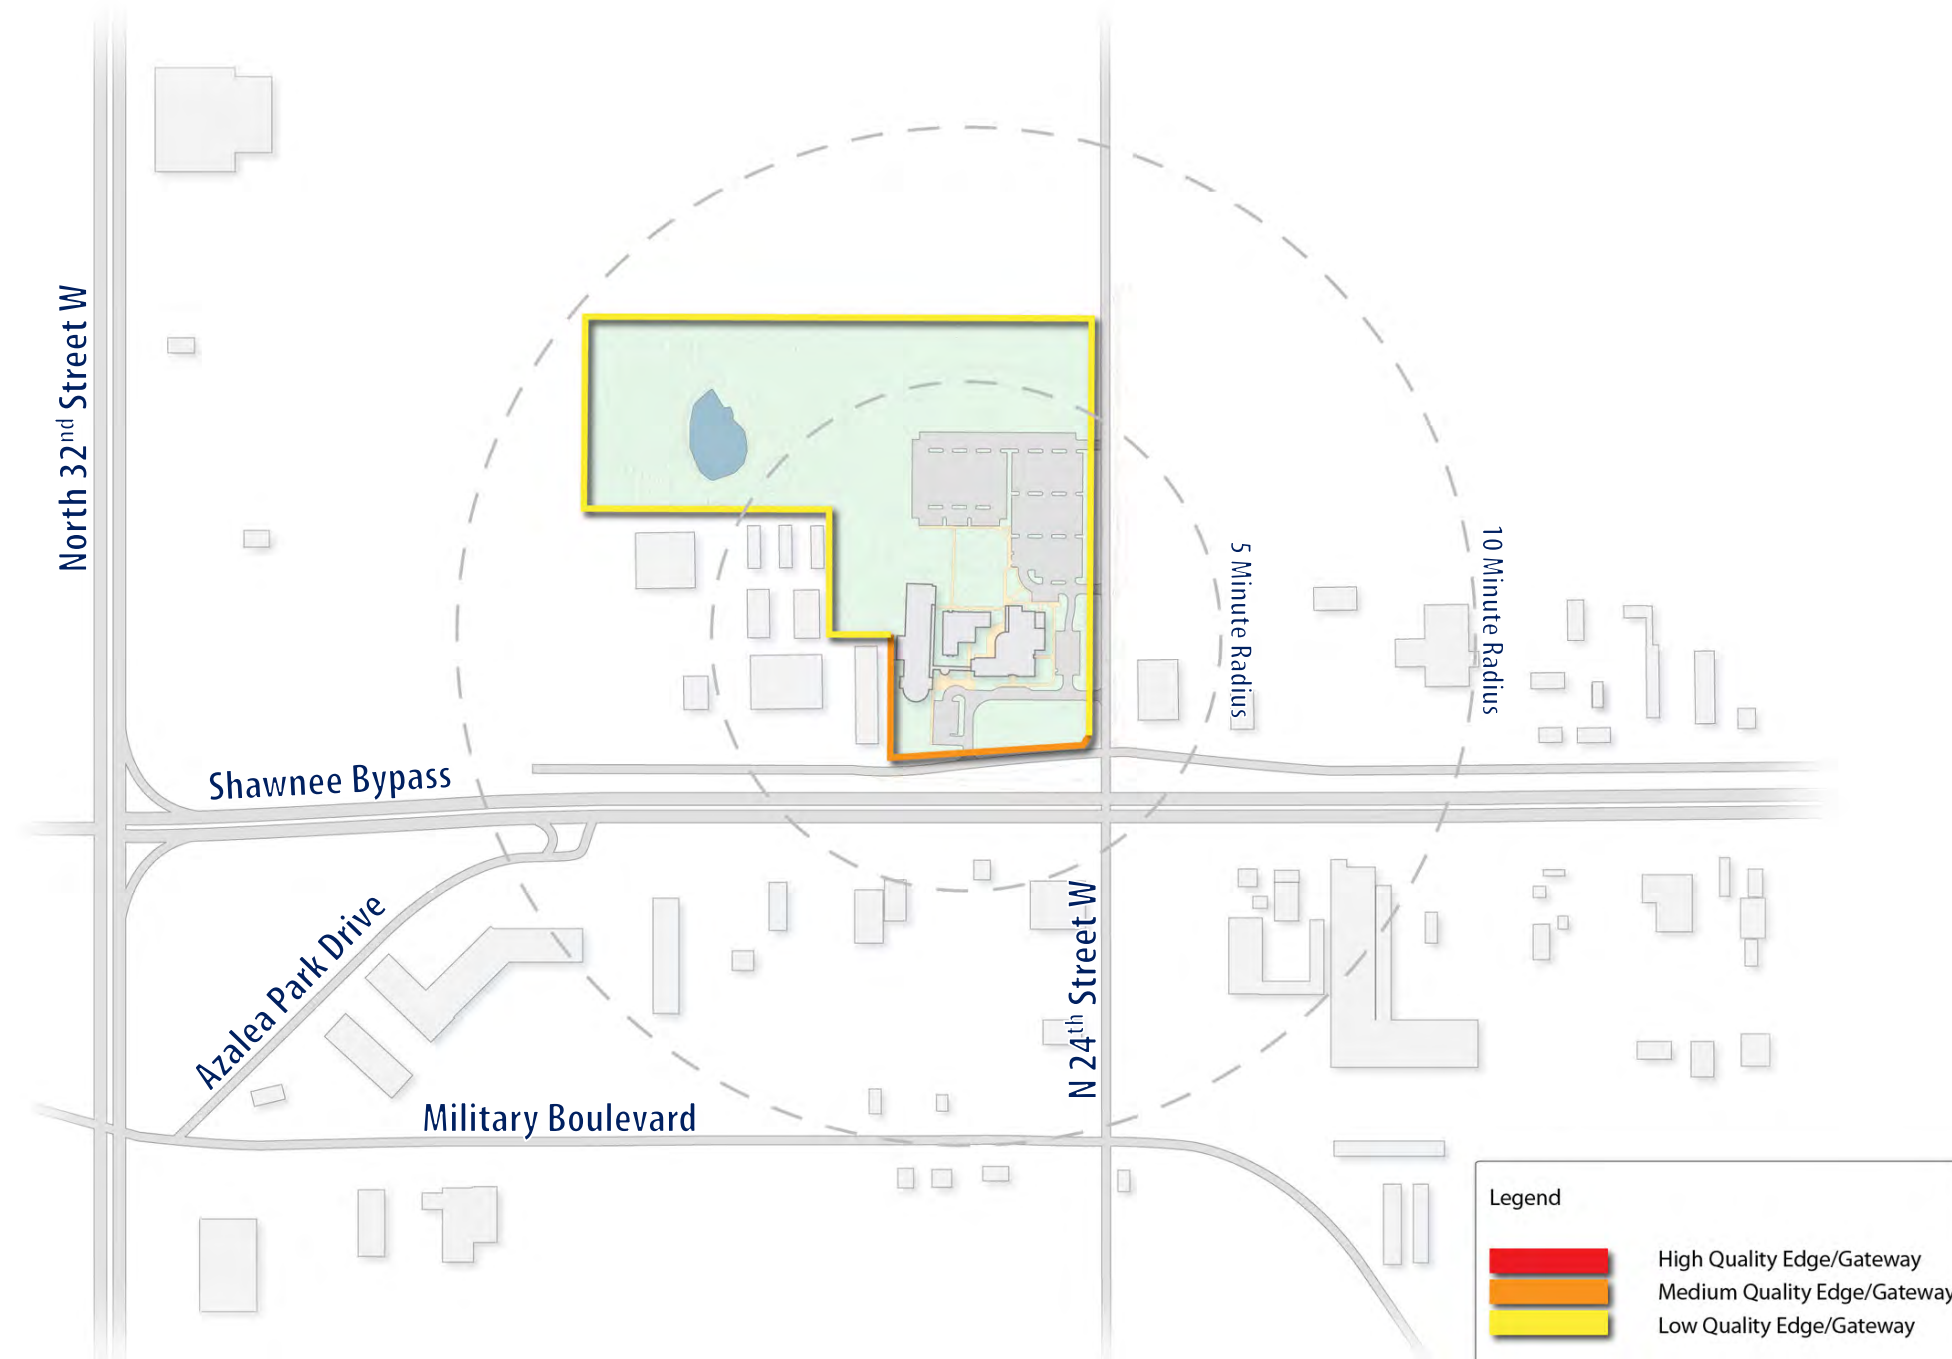 North 32nd Street W
5 Minute Radius
10 Minute Radius
Shawnee Bypass
Azalea Park Drive
N 24th Street W
Military Boulevard
Legend
High Quality Edge/Gateway
Medium Quality Edge/Gateway
Low Quality Edge/Gateway